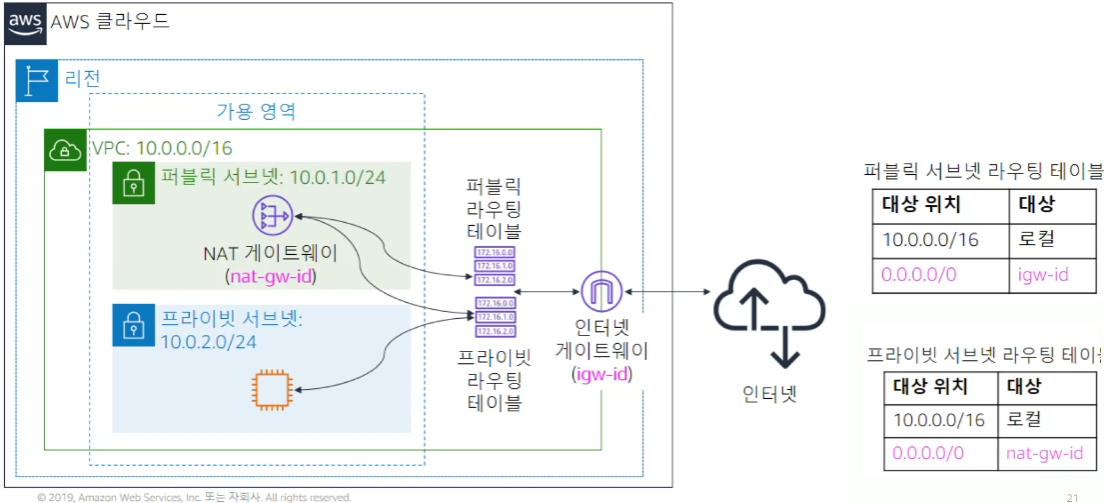 aws AWS 클라우드
리전
가용 영역
VPC: 10.0.0.0/16
퍼블릭 서브넷: 10.0.1.0/24
NAT 게이트웨이
(nat-gw-id)
프라이빗 서브넷:
10.0.2.0/24
퍼블릭
라우팅
테이블
172.16.0.0
172.16.1.0
172.16.2.0
172.16.0.0
172.16.1.0
172.16.2.0
프라이빗
라우팅
테이블
인터넷
게이트웨이
(igw-id)
인터넷
퍼블릭 서브넷 라우팅 테이블
대상 위치 대상
10.0.0.0/16 로컬
0.0.0.0/0 igw-id
프라이빗 서브넷 라우팅 테이
대상 위치 대상
10.0.0.0/16 로컬
0.0.0.0/0 nat-gw-id
© 2019, Amazon Web Services, Inc. 또는 자회사. All rights reserved.
21